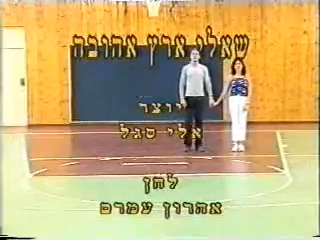 שאלי ארץ אהובה
יוצר
אלי סגל
לחן
אהרון עמרם